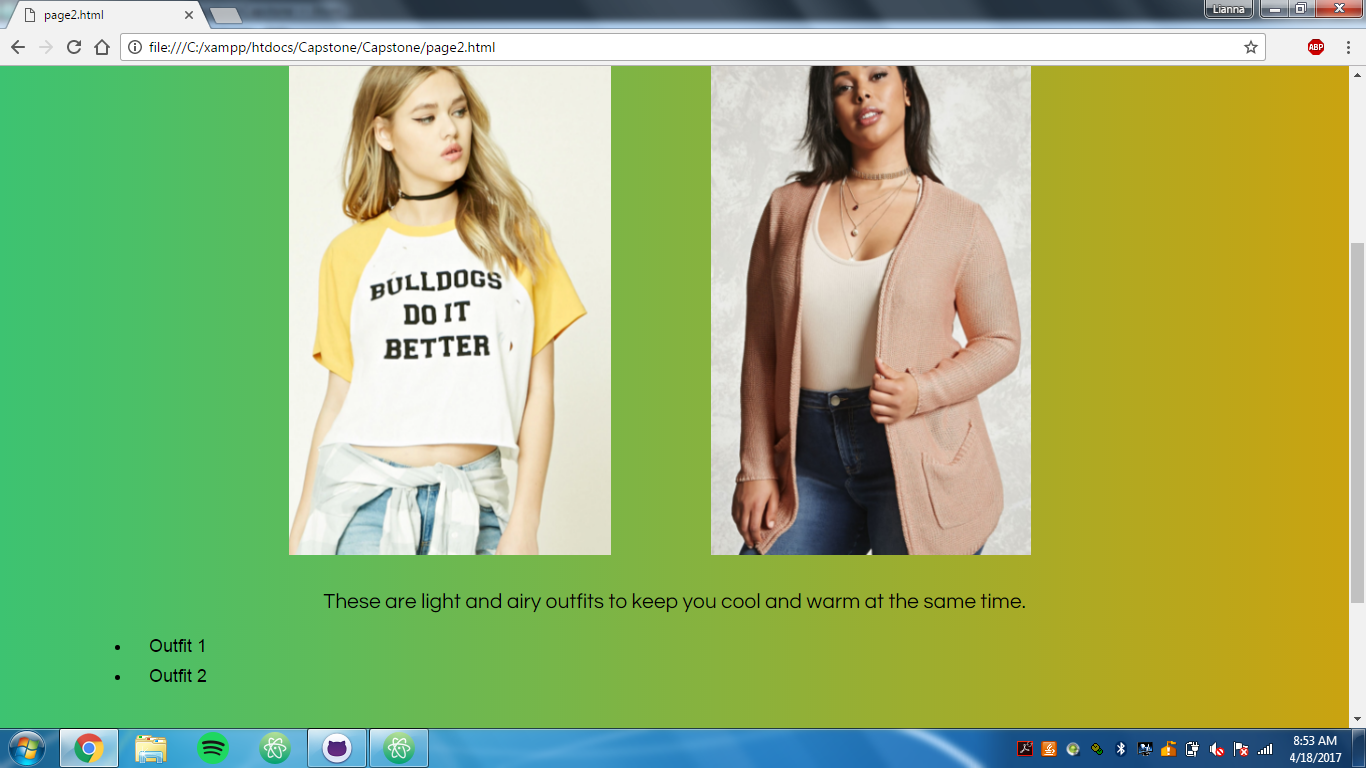 page2.html
Lianna
file:///C:/xampp/htdocs/Capstone/Capstone/page2.html
ABP
BULLDOGS
DO IT
BETTER
These are light and airy outfits to keep you cool and warm at the same time.
Outfit 1
Outfit 2
8:53 AM
4/18/2017